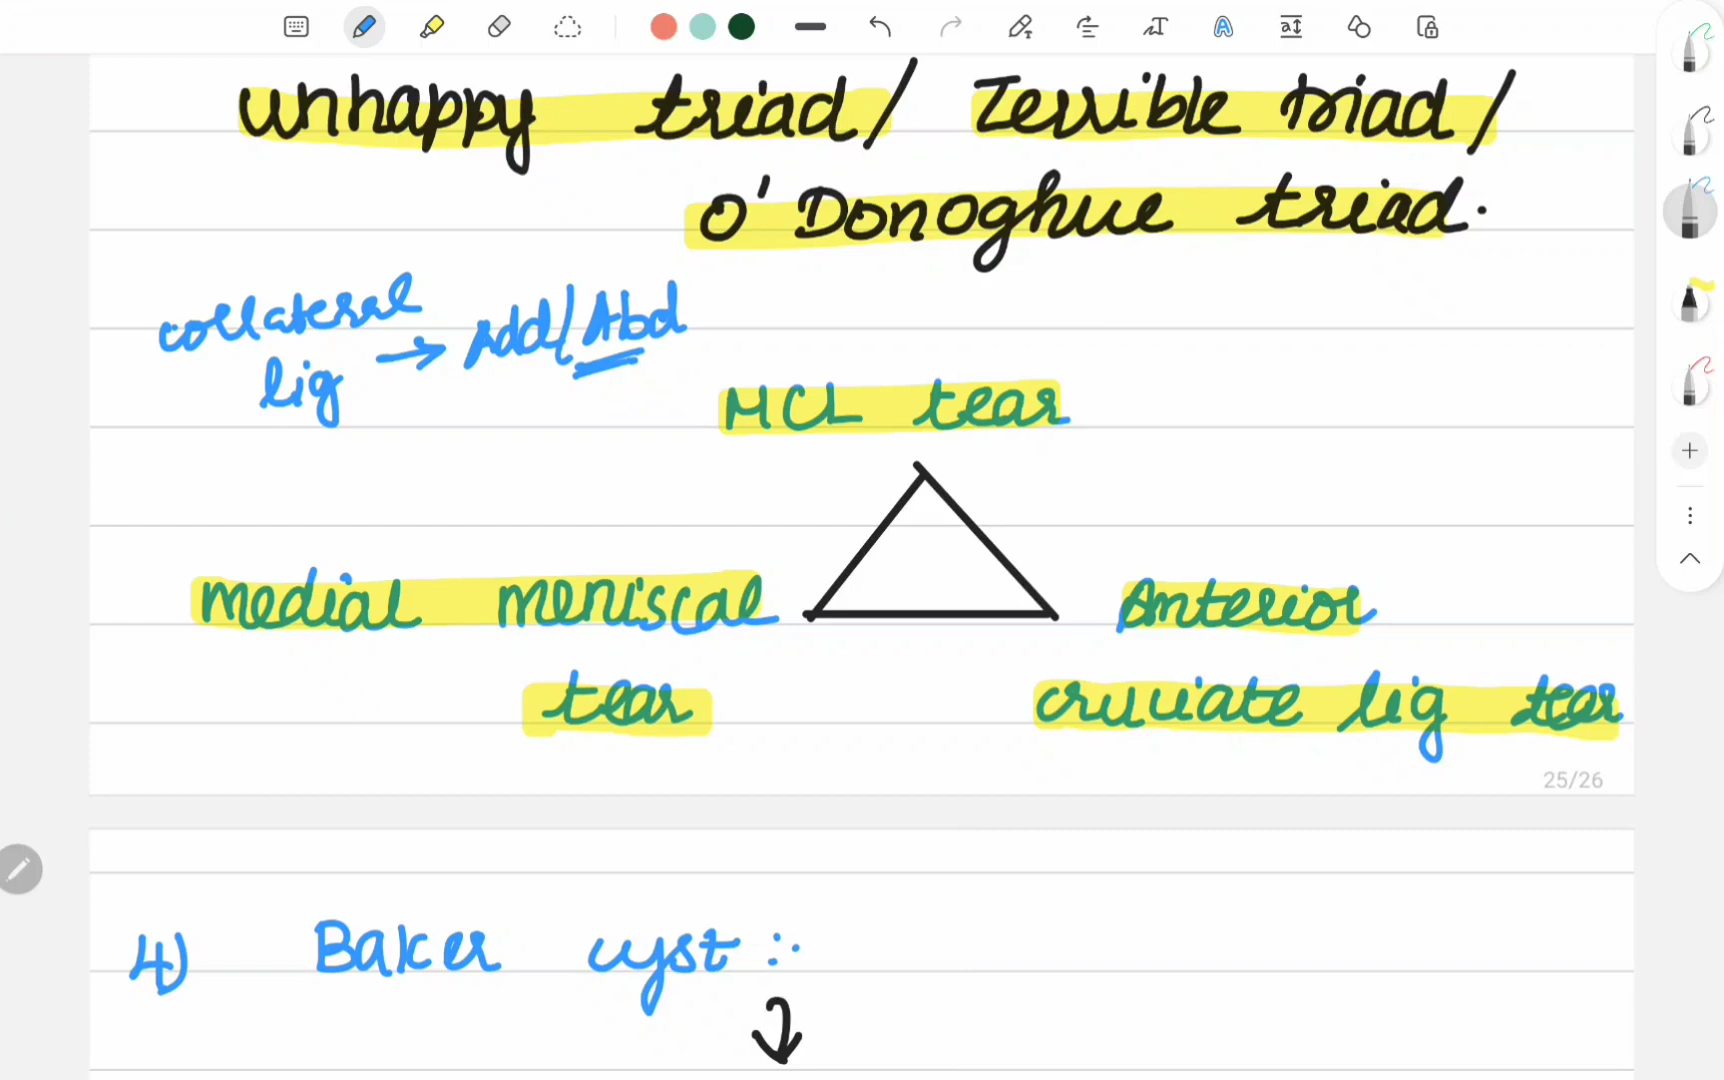 unhappy triad/ Terrible triad/
O'Donoghue triad.
collateral
lig → Add/Abd
MCL tear
medial meniscal
tear
Anterior
cruciate lig tear
25/26
4) Baker cyst :-